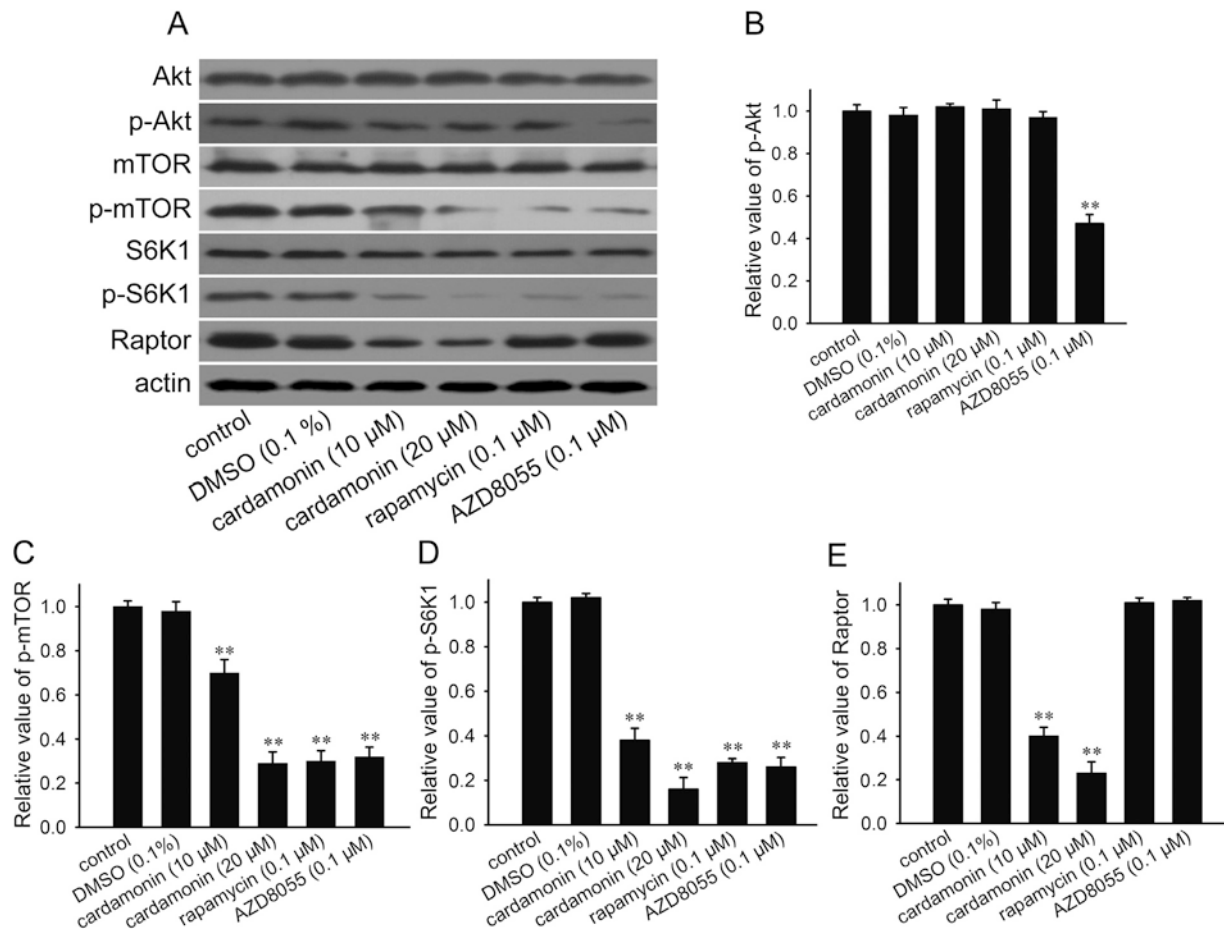 A
Akt
p-Akt
mTOR
p-mTOR
S6K1
p-S6K1
Raptor
actin
control
DMSO (0.1 %)
cardamonin (10 μM)
cardamonin (20 μM)
rapamycin (0.1 μM)
AZD8055 (0.1 μM)
B
Relative value of p-Akt
1.0
0.8
0.6
0.4
0.2
0.0
**
control
DMSO (0.1%)
cardamonin (10 μM)
cardamonin (20 μM)
rapamycin (0.1 μM)
AZD8055 (0.1 μM)
C
Relative value of p-mTOR
1.0
0.8
0.6
0.4
0.2
0.0
**
**
**
**
control
DMSO (0.1%)
cardamonin (10 μM)
cardamonin (20 μM)
rapamycin (0.1 μM)
AZD8055 (0.1 μM)
D
Relative value of p-S6K1
1.0
0.8
0.6
0.4
0.2
0.0
**
**
**
**
control
DMSO (0.1%)
cardamonin (10 μM)
cardamonin (20 μM)
rapamycin (0.1 μM)
AZD8055 (0.1 μM)
E
Relative value of Raptor
1.0
0.8
0.6
0.4
0.2
0.0
**
**
control
DMSO (0.1%)
cardamonin (10 μM)
cardamonin (20 μM)
rapamycin (0.1 μM)
AZD8055 (0.1 μM)